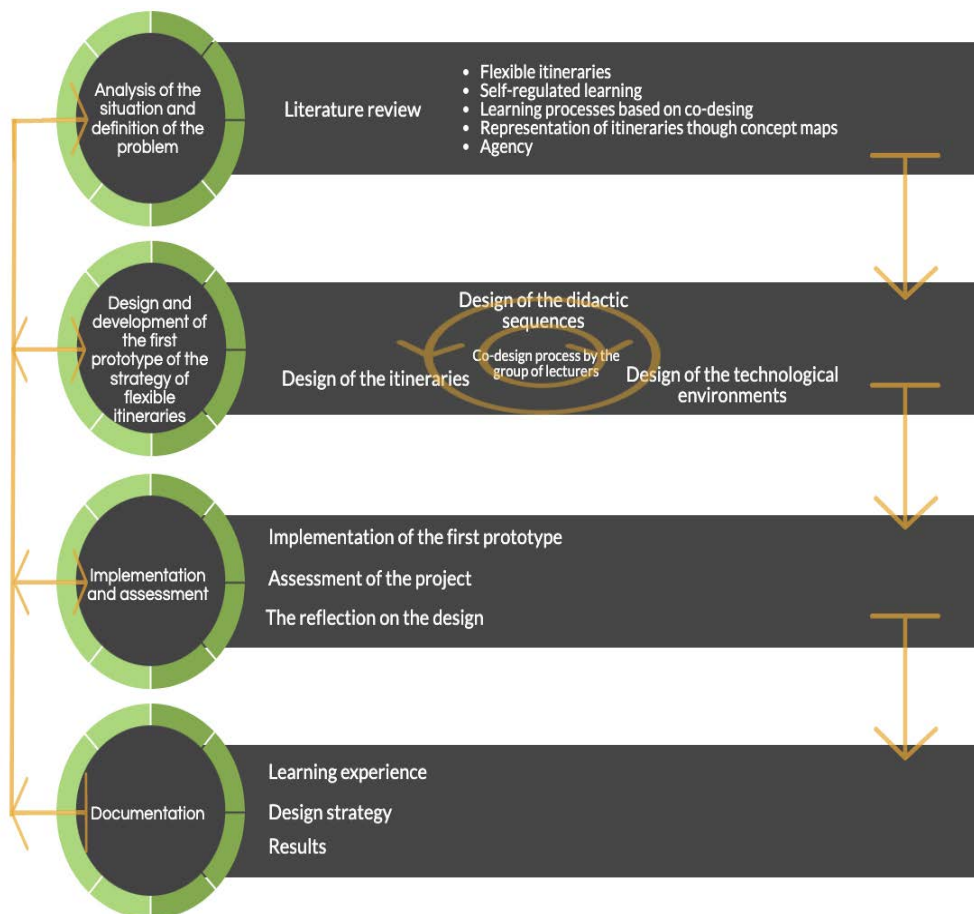 Analysis of the
situation and
definition of the
problem
Literature review
• Flexible itineraries
• Self-regulated learning
• Learning processes based on co-desing
• Representation of itineraries though concept maps
• Agency
Design and
development of
the first
prototype of the
strategy of
flexible
itineraries
Design of the didactic
sequences
Co-design process by the
group of lecturers
Design of the itineraries
Design of the technological
environments
Implementation
and assessment
Implementation of the first prototype
Assessment of the project
The reflection on the design
Documentation
Learning experience
Design strategy
Results